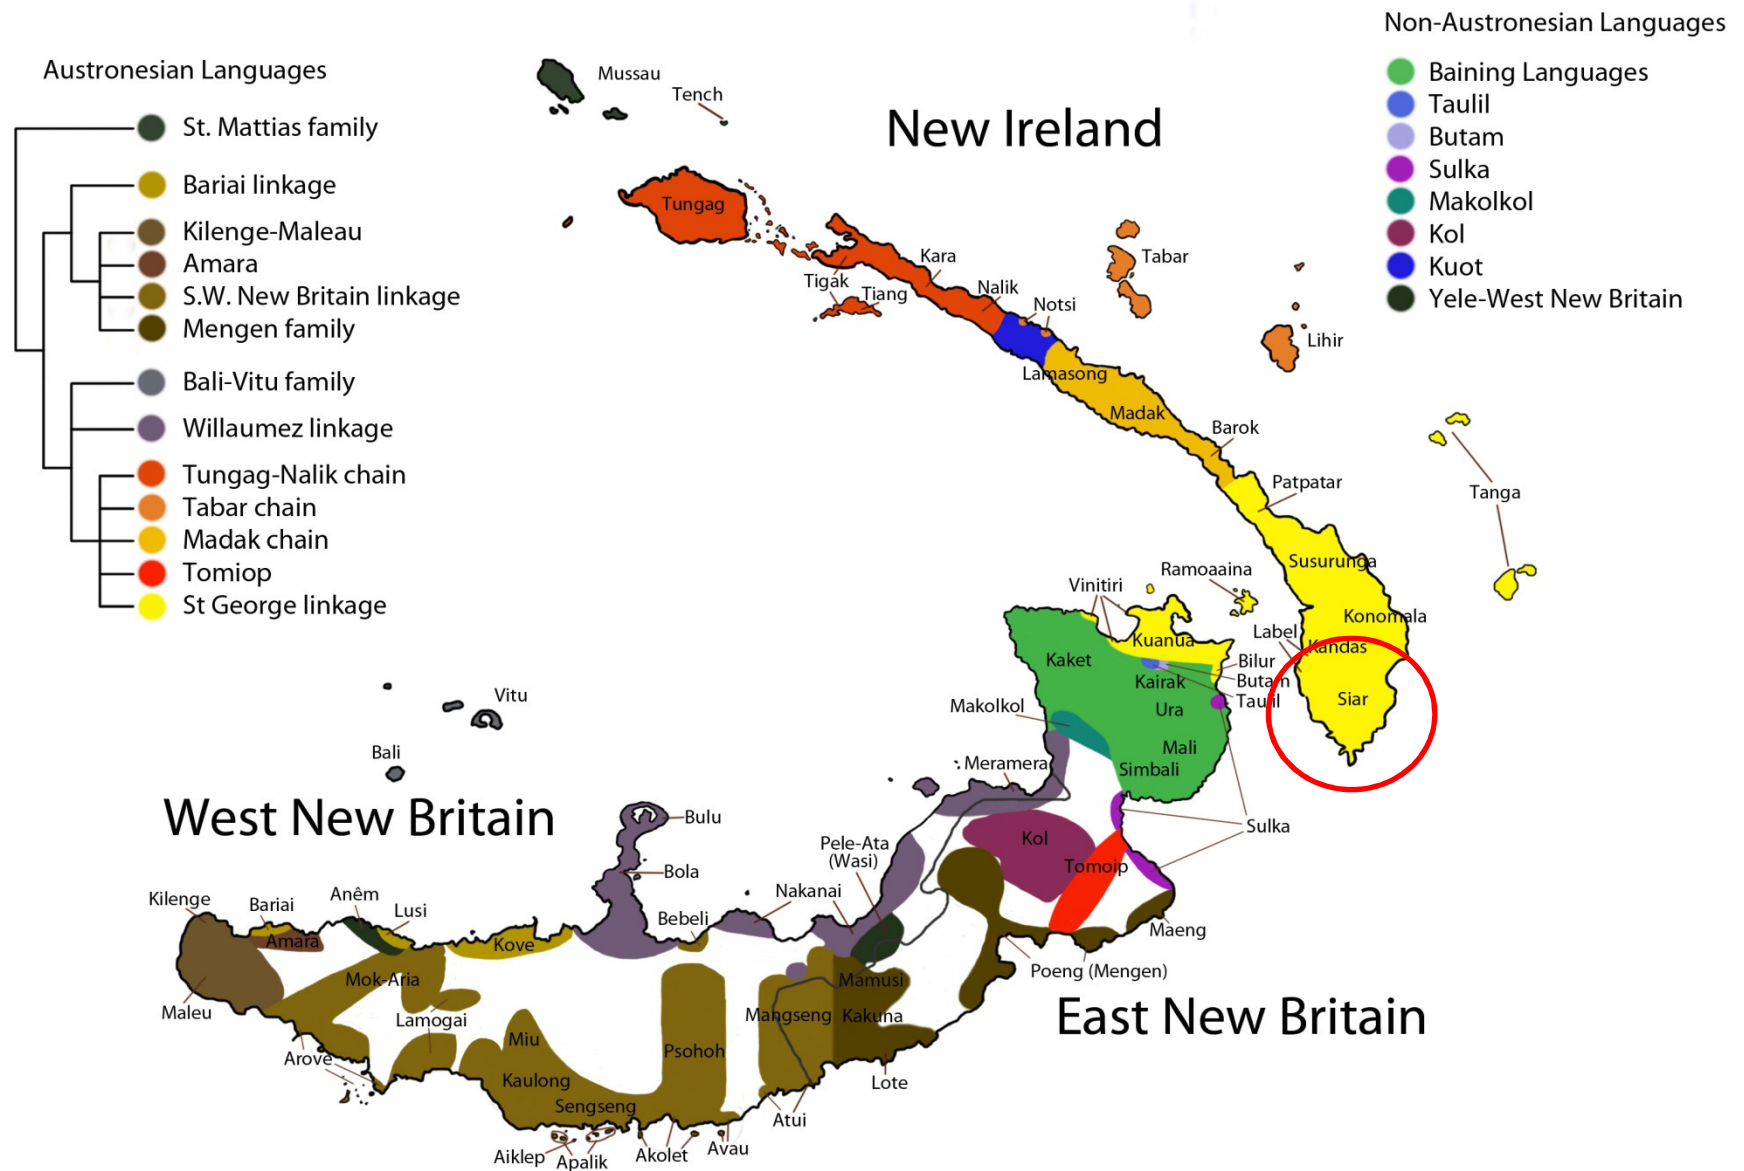 Austronesian Languages
St. Mattias family
Bariai linkage
Kilenge-Maleau
Amara
S.W. New Britain linkage
Mengen family
Bali-Vitu family
Willaumez linkage
Tungag-Nalik chain
Tabar chain
Madak chain
Tomiop
St George linkage
Non-Austronesian Languages
Baining Languages
Taulil
Butam
Sulka
Makolkol
Kol
Kuot
Yele-West New Britain
New Ireland
Mussau
Tench
Tungag
Tigak
Tiang
Kara
Nalik
Notsi
Tabar
Lihir
Lamasong
Madak
Barok
Patpatar
Tanga
Susurunga
Konomala
Label
Kandas
Siar
Ramoaaina
Vinitiri
Kuanua
Bilur
Butam
Taulil
Kaket
Kairak
Ura
Mali
Simbali
Makolkol
Meramera
Sulka
Kol
Tomoip
Maeng
Poeng (Mengen)
East New Britain
West New Britain
Vitu
Bali
Bulu
Bola
Pele-Ata
(Wasi)
Nakanai
Bebeli
Kilenge
Bariai
Anêm
Lusi
Amara
Kove
Maleu
Mok-Aria
Lamogai
Arove
Miu
Kaulong
Sengseng
Psohoh
Mangseng
Mamusi
Kakuna
Lote
Atui
Avau
Akolet
Apalik
Aiklep